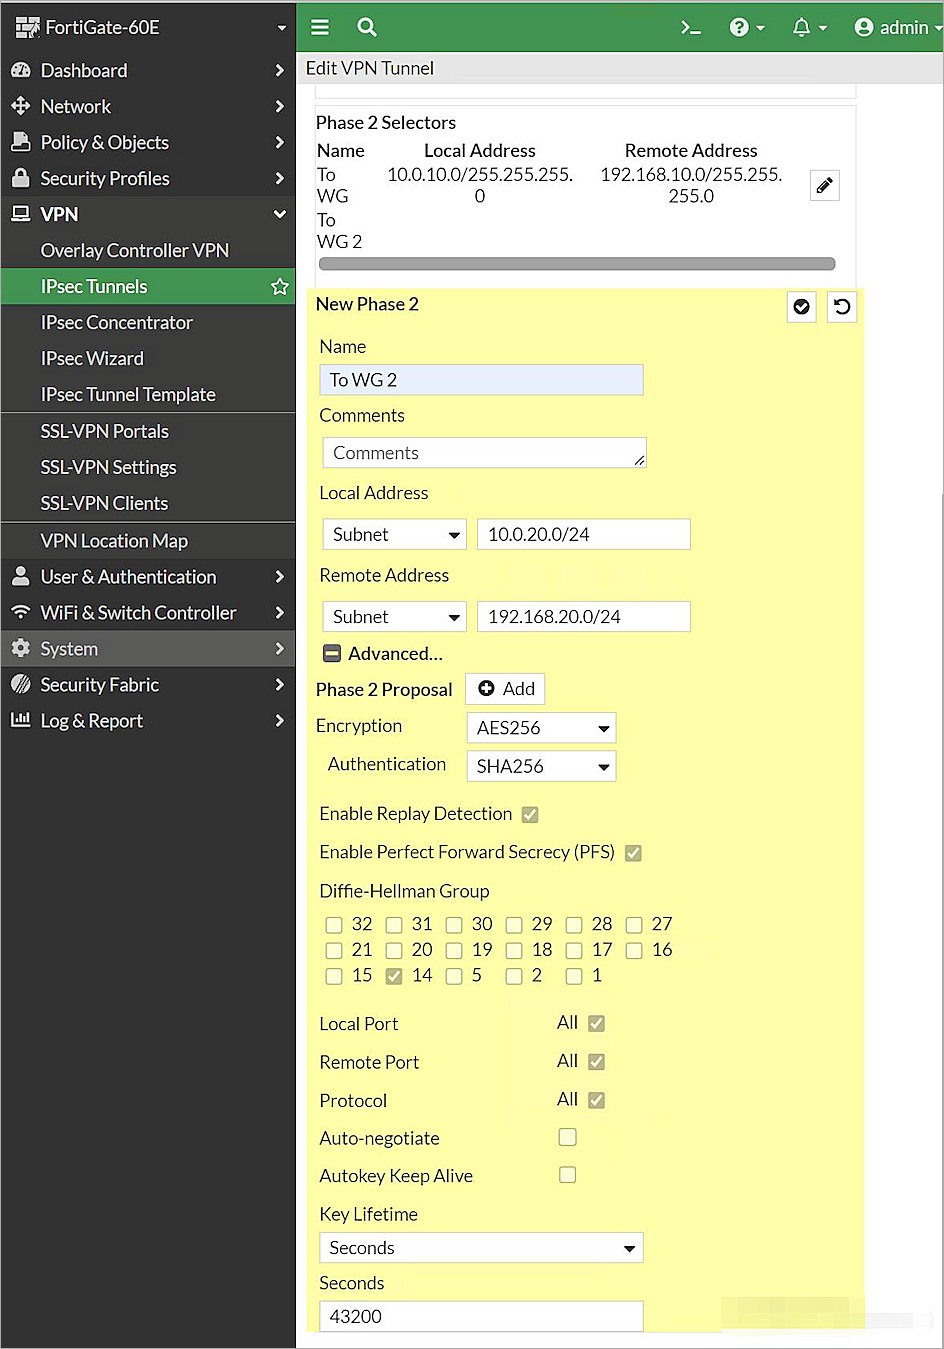 FortiGate-60E
admin
Dashboard
Network
Policy & Objects
Security Profiles
VPN
Overlay Controller VPN
IPsec Tunnels
IPsec Concentrator
IPsec Wizard
IPsec Tunnel Template
SSL-VPN Portals
SSL-VPN Settings
SSL-VPN Clients
VPN Location Map
User & Authentication
WiFi & Switch Controller
System
Security Fabric
Log & Report
Edit VPN Tunnel
Phase 2 Selectors
Name Local Address Remote Address
To 10.0.10.0/255.255.255. 192.168.10.0/255.255.
WG 0 255.0
To
WG 2
New Phase 2
Name
To WG 2
Comments
Comments
Local Address
Subnet 10.0.20.0/24
Remote Address
Subnet 192.168.20.0/24
Advanced...
Phase 2 Proposal Add
Encryption AES256
Authentication SHA256
Enable Replay Detection
Enable Perfect Forward Secrecy (PFS)
Diffie-Hellman Group
32 31 30 29 28 27
21 20 19 18 17 16
15 14 5 2 1
Local Port All
Remote Port All
Protocol All
Auto-negotiate
Autokey Keep Alive
Key Lifetime
Seconds
Seconds
43200